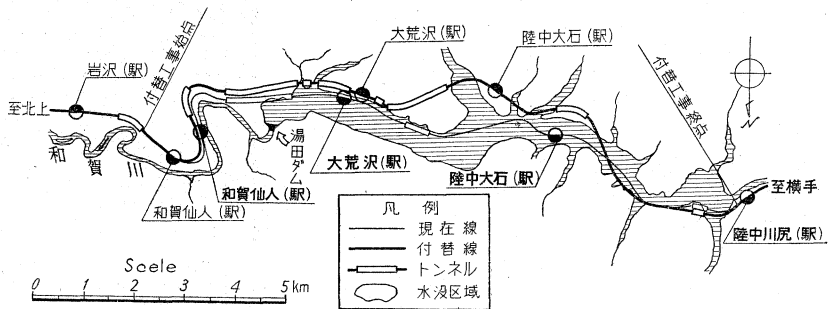 岩沢(駅)
付替工事始点
大荒沢(駅)
陸中大石(駅)
付替工事終点
至北上
N
和賀川
湯田ダム
大荒沢(駅)
陸中大石(駅)
至横手
和賀仙人(駅)
和賀仙人(駅)
陸中川尻(駅)
凡例
現在線
付替線
トンネル
水没区域
Scele
0 1 2 3 4 5 km